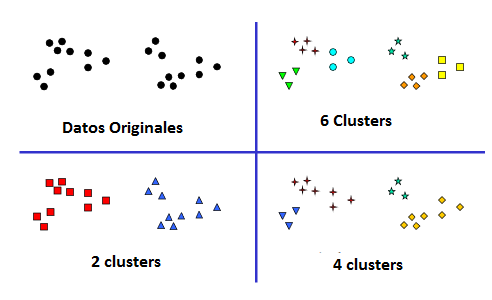 Datos Originales
6 Clusters
2 clusters
4 clusters